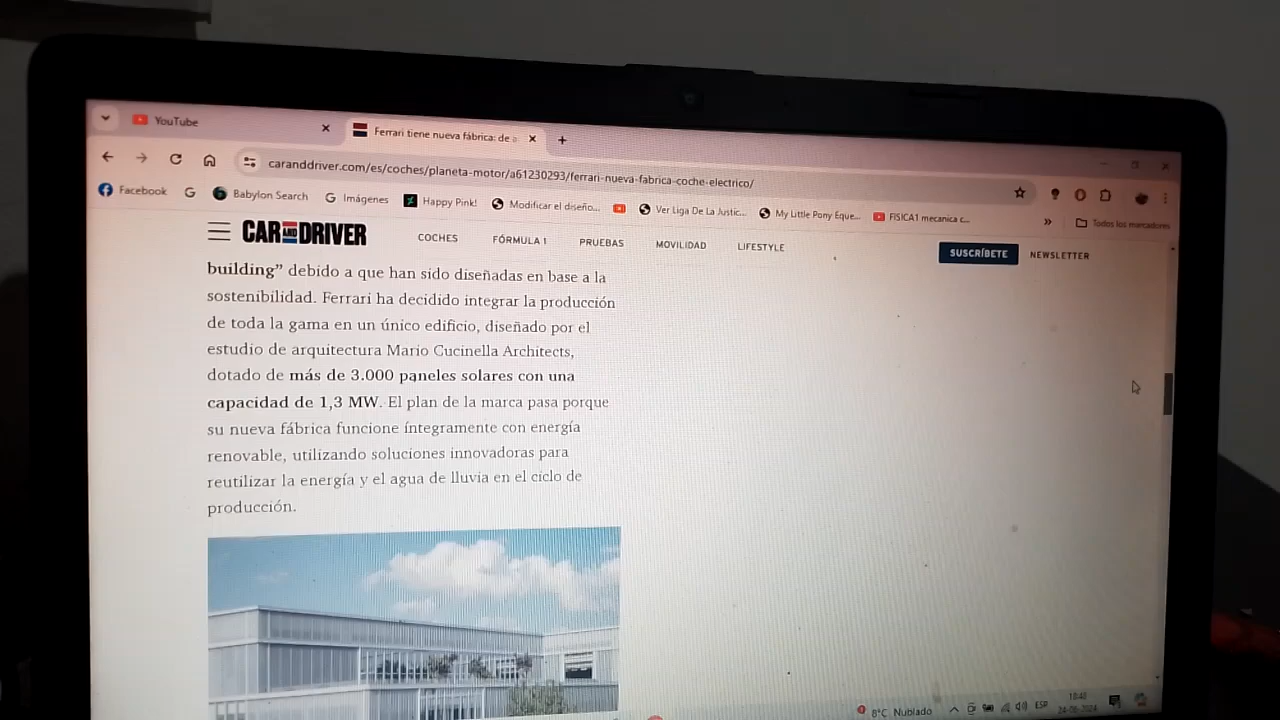 YouTube
Ferrari tiene nueva fábrica: de a
caranddriver.com/es/coches/planeta-motor/a61230293/ferrari-nueva-fabrica-coche-electrico/
Facebook G Babylon Search G Imágenes Happy Pink! Modificar el diseño... Ver Liga De La Justic... My Little Pony Eque... FISICA1 mecanica c... » Todos los marcadores
CAR AND DRIVER COCHES FÓRMULA 1 PRUEBAS MOVILIDAD LIFESTYLE SUSCRÍBETE NEWSLETTER
building” debido a que han sido diseñadas en base a la
sostenibilidad. Ferrari ha decidido integrar la producción
de toda la gama en un único edificio, diseñado por el
estudio de arquitectura Mario Cucinella Architects,
dotado de más de 3.000 paneles solares con una
capacidad de 1,3 MW. El plan de la marca pasa porque
su nueva fábrica funcione íntegramente con energía
renovable, utilizando soluciones innovadoras para
reutilizar la energía y el agua de lluvia en el ciclo de
producción.
8°C Nublado ESP
24-06-2024